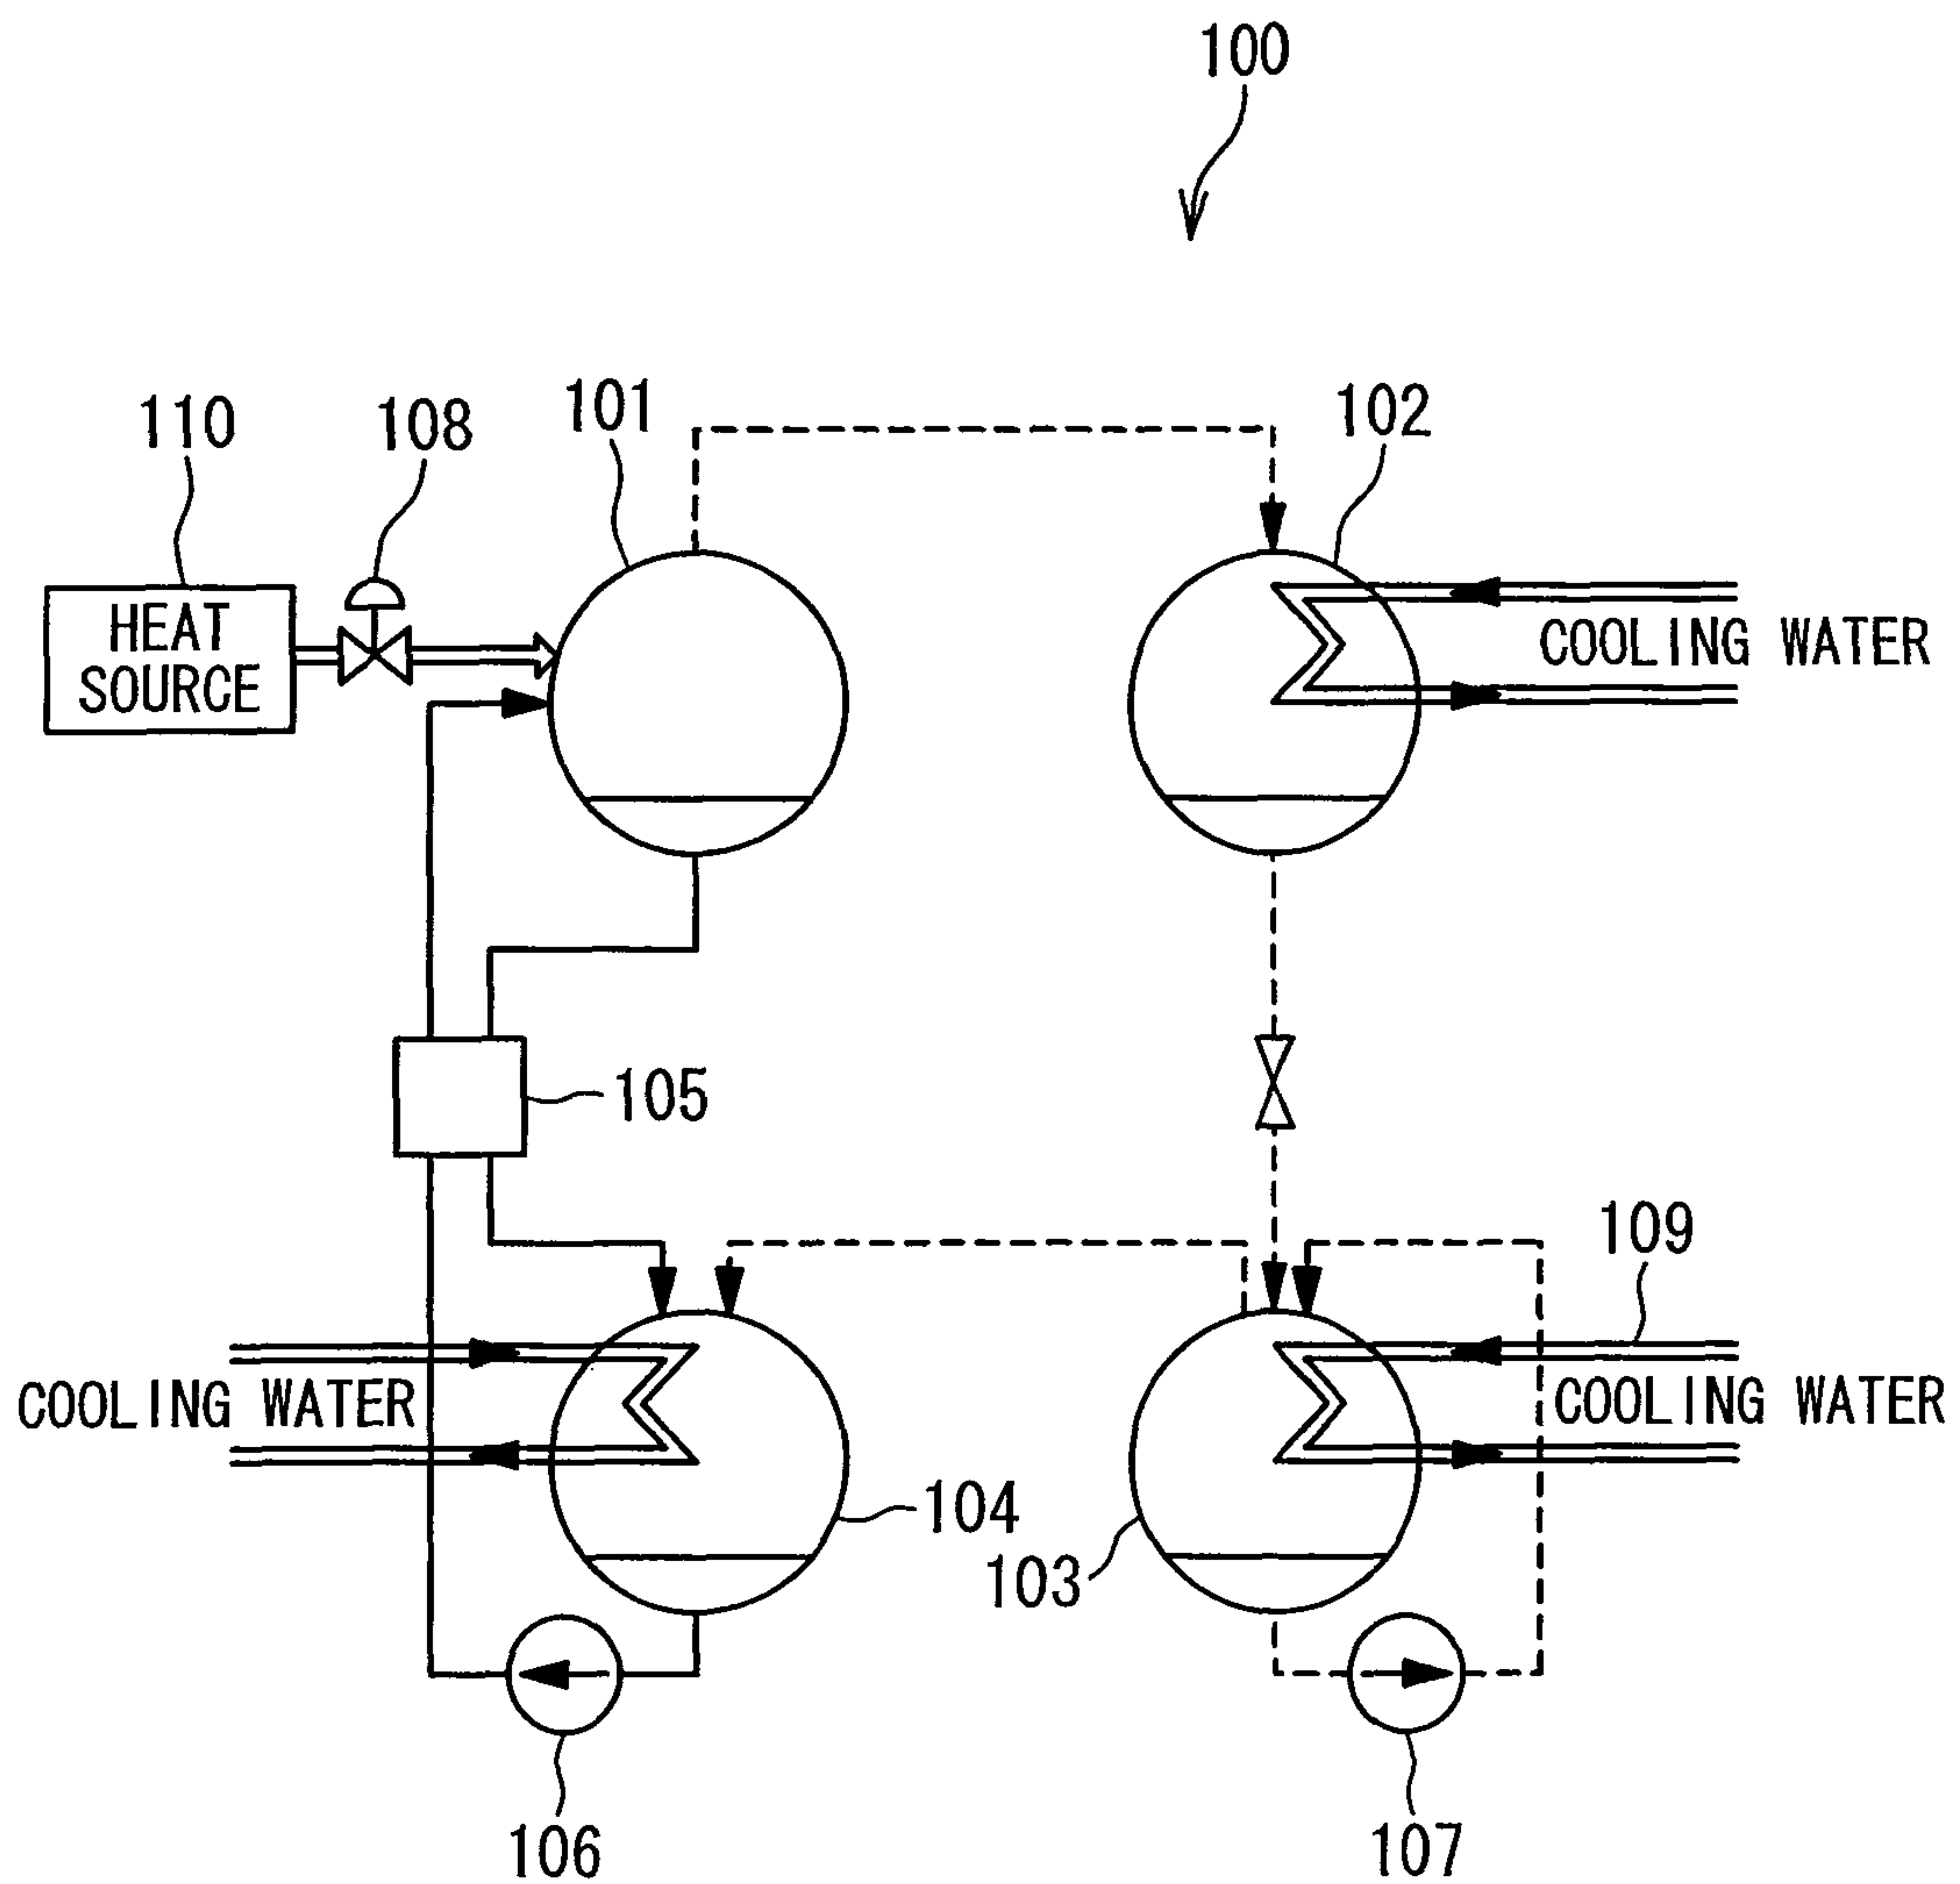 100
110
108
101
102
HEAT
SOURCE
COOLING WATER
105
109
COOLING WATER
COOLING WATER
104
103
106
107